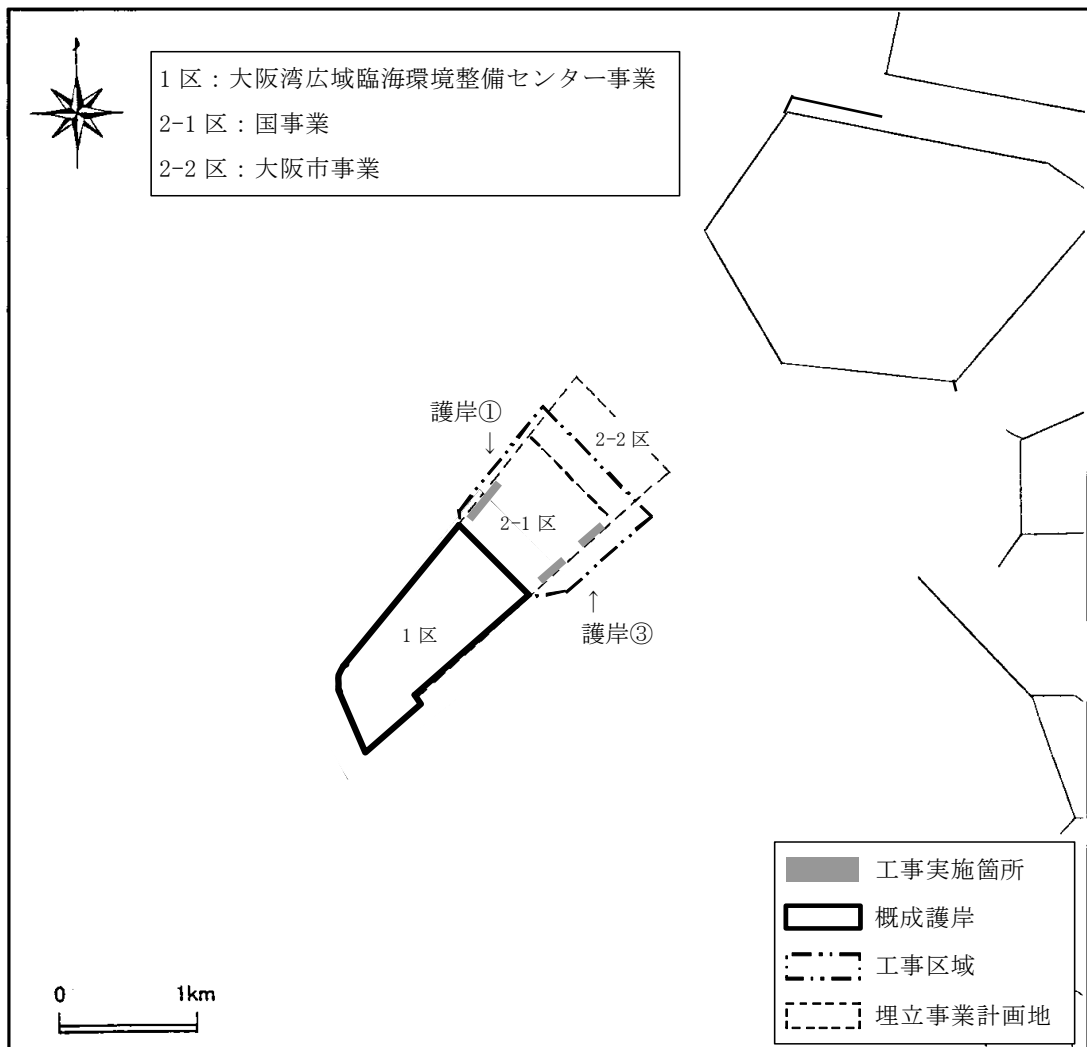 1区：大阪湾広域臨海環境整備センター事業
2-1区：国事業
2-2区：大阪市事業
護岸①
↓
2-2区
2-1区
1区
↑
護岸③
工事実施箇所
概成護岸
工事区域
埋立事業計画地
0 1km